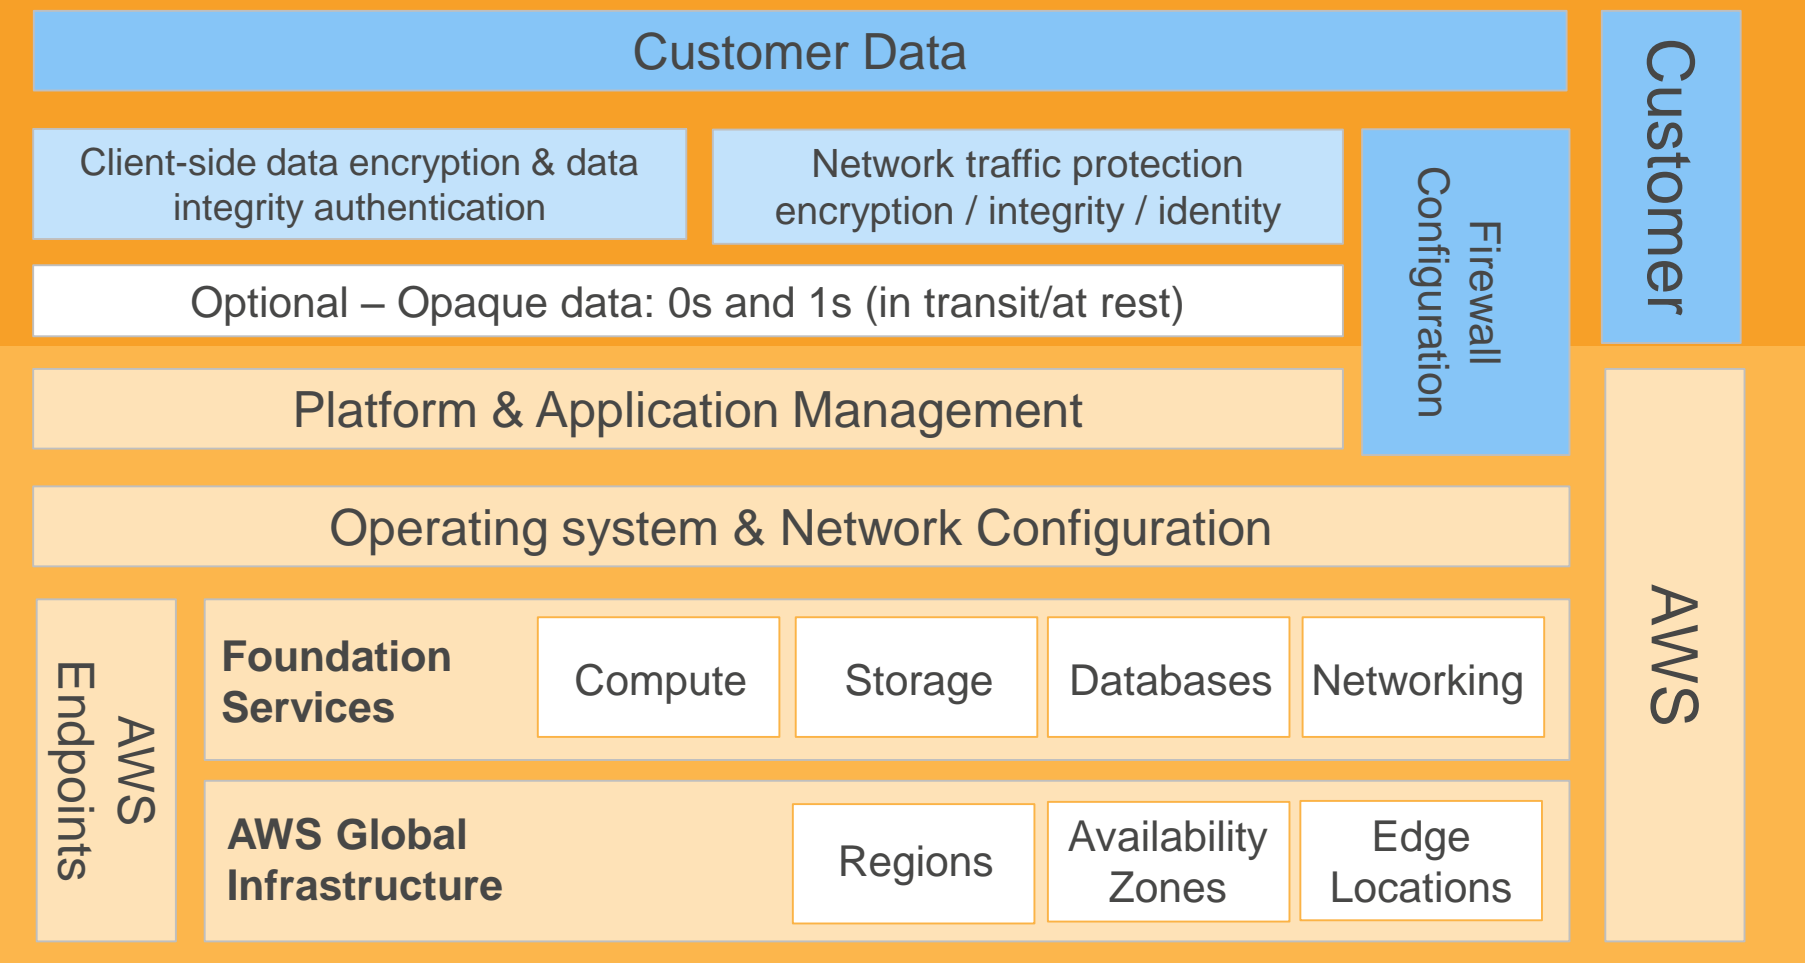 Customer Data
Customer
Client-side data encryption & data
integrity authentication
Network traffic protection
encryption / integrity / identity
Firewall
Configuration
Optional – Opaque data: 0s and 1s (in transit/at rest)
Platform & Application Management
Operating system & Network Configuration
AWS
AWS
Endpoints
Foundation
Services
Compute
Storage
Databases
Networking
AWS Global
Infrastructure
Regions
Availability
Zones
Edge
Locations